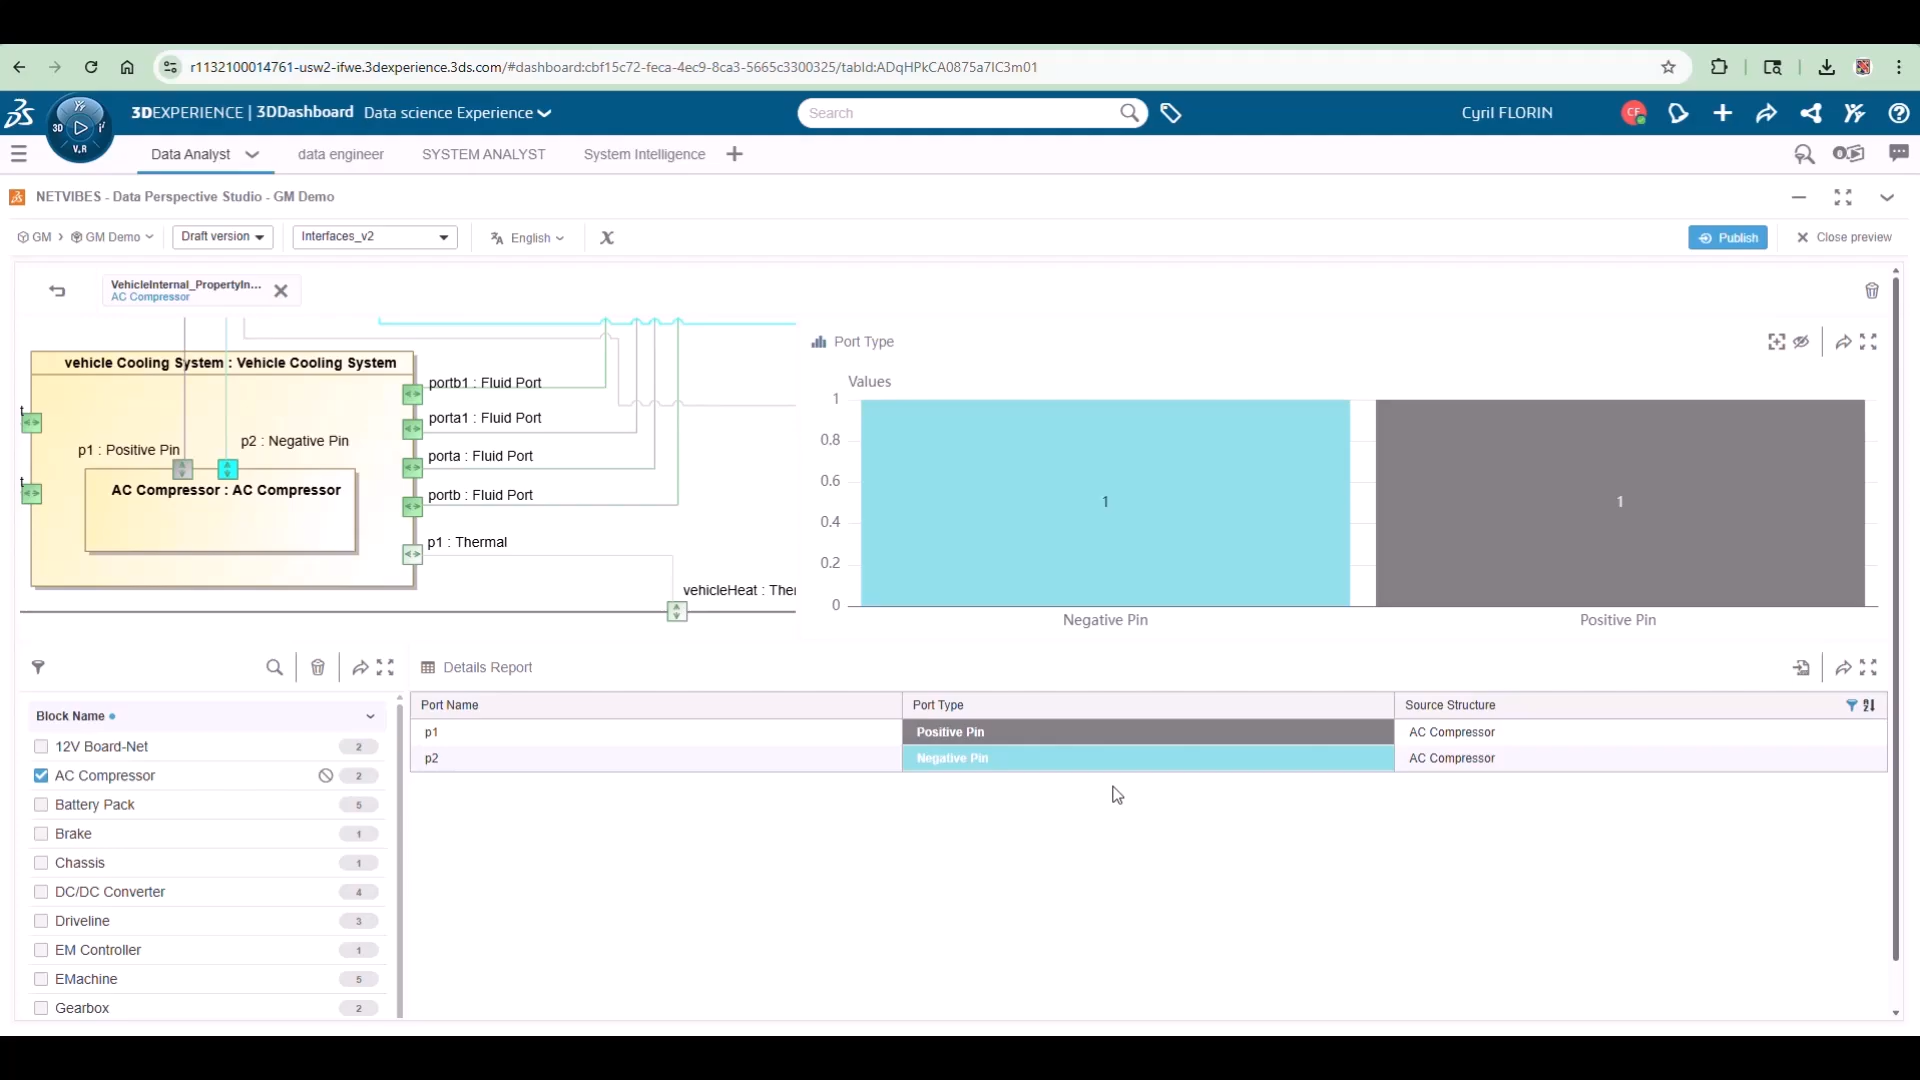 r1132100014761-usw2-ifwe.3dexperience.3ds.com/#dashboard:cbf15c72-feca-4ec9-8ca3-5665c3300325/tabId:ADqHPkCA0875a7IC3m01
3DEXPERIENCE | 3DDashboard Data science Experience
Search
Cyril FLORIN
CF
3D
V.R
Data Analyst
data engineer
SYSTEM ANALYST
System Intelligence
NETVIBES - Data Perspective Studio - GM Demo
GM > GM Demo
Draft version
Interfaces_v2
English
Publish
Close preview
VehicleInternal_PropertyIn...
AC Compressor
vehicle Cooling System : Vehicle Cooling System
portb1 : Fluid Port
porta1 : Fluid Port
porta : Fluid Port
portb : Fluid Port
p1 : Thermal
t
t
p1 : Positive Pin
p2 : Negative Pin
AC Compressor : AC Compressor
vehicleHeat : Ther
Port Type
Values
1
0.8
0.6
0.4
0.2
0
1
1
Negative Pin
Positive Pin
Block Name
12V Board-Net 2
AC Compressor 2
Battery Pack 5
Brake 1
Chassis 1
DC/DC Converter 4
Driveline 3
EM Controller 1
EMachine 5
Gearbox 2
Details Report
Port Name Port Type Source Structure
p1 Positive Pin AC Compressor
p2 Negative Pin AC Compressor